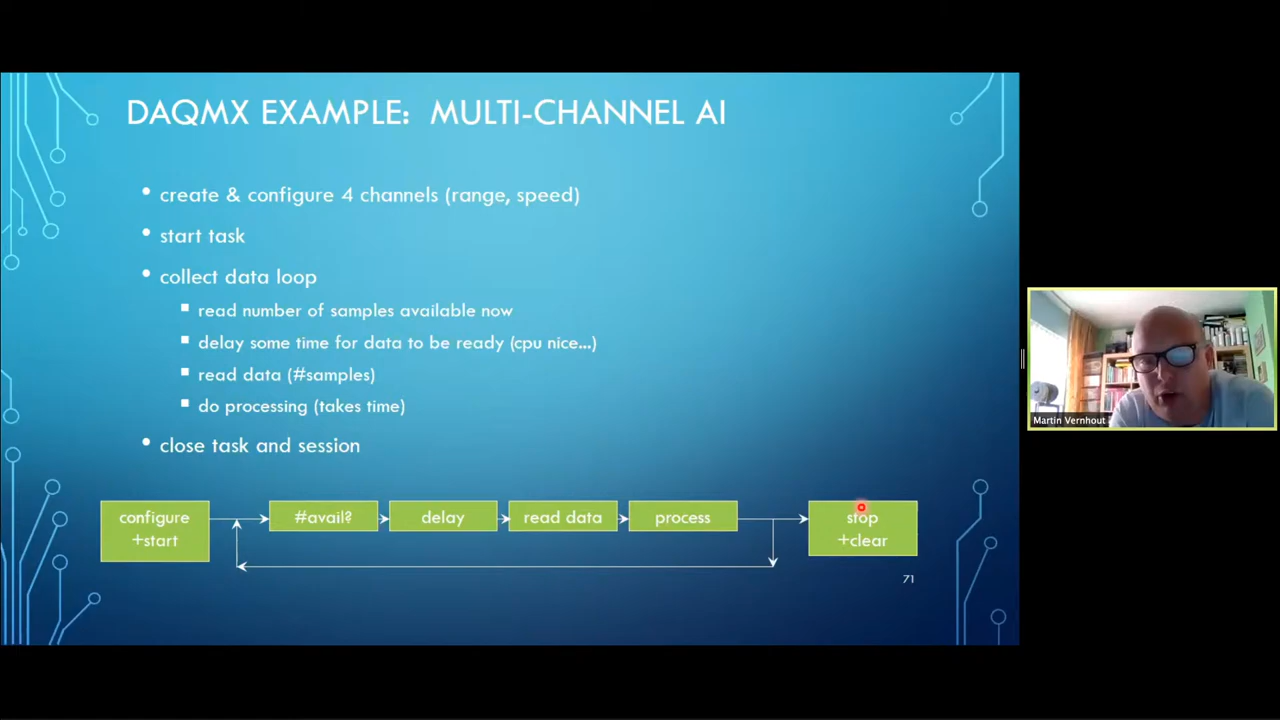 DAQMX EXAMPLE: MULTI-CHANNEL AI
• create & configure 4 channels (range, speed)
• start task
• collect data loop
▪ read number of samples available now
▪ delay some time for data to be ready (cpu nice...)
▪ read data (#samples)
▪ do processing (takes time)
• close task and session
configure
+start
#avail?
delay
read data
process
stop
+clear
71
Martin Vernhout